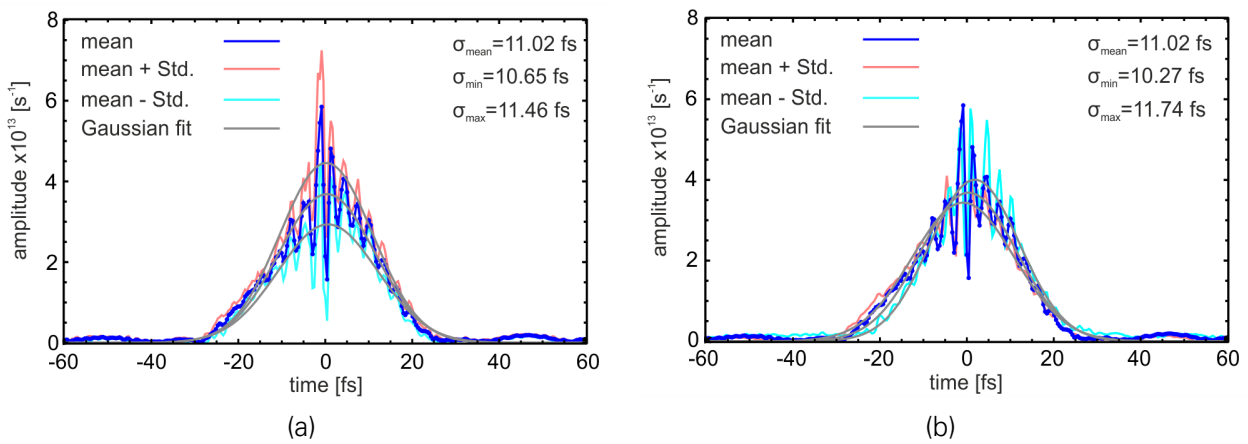 mean
mean + Std.
mean - Std.
Gaussian fit
σmean=11.02 fs
σmin=10.65 fs
σmax=11.46 fs
amplitude x10¹³ [s⁻¹]
8
6
4
2
0
-60 -40 -20 0 20 40 60
time [fs]
(a)
mean
mean + Std.
mean - Std.
Gaussian fit
σmean=11.02 fs
σmin=10.27 fs
σmax=11.74 fs
amplitude x10¹³ [s⁻¹]
8
6
4
2
0
-60 -40 -20 0 20 40 60
time [fs]
(b)